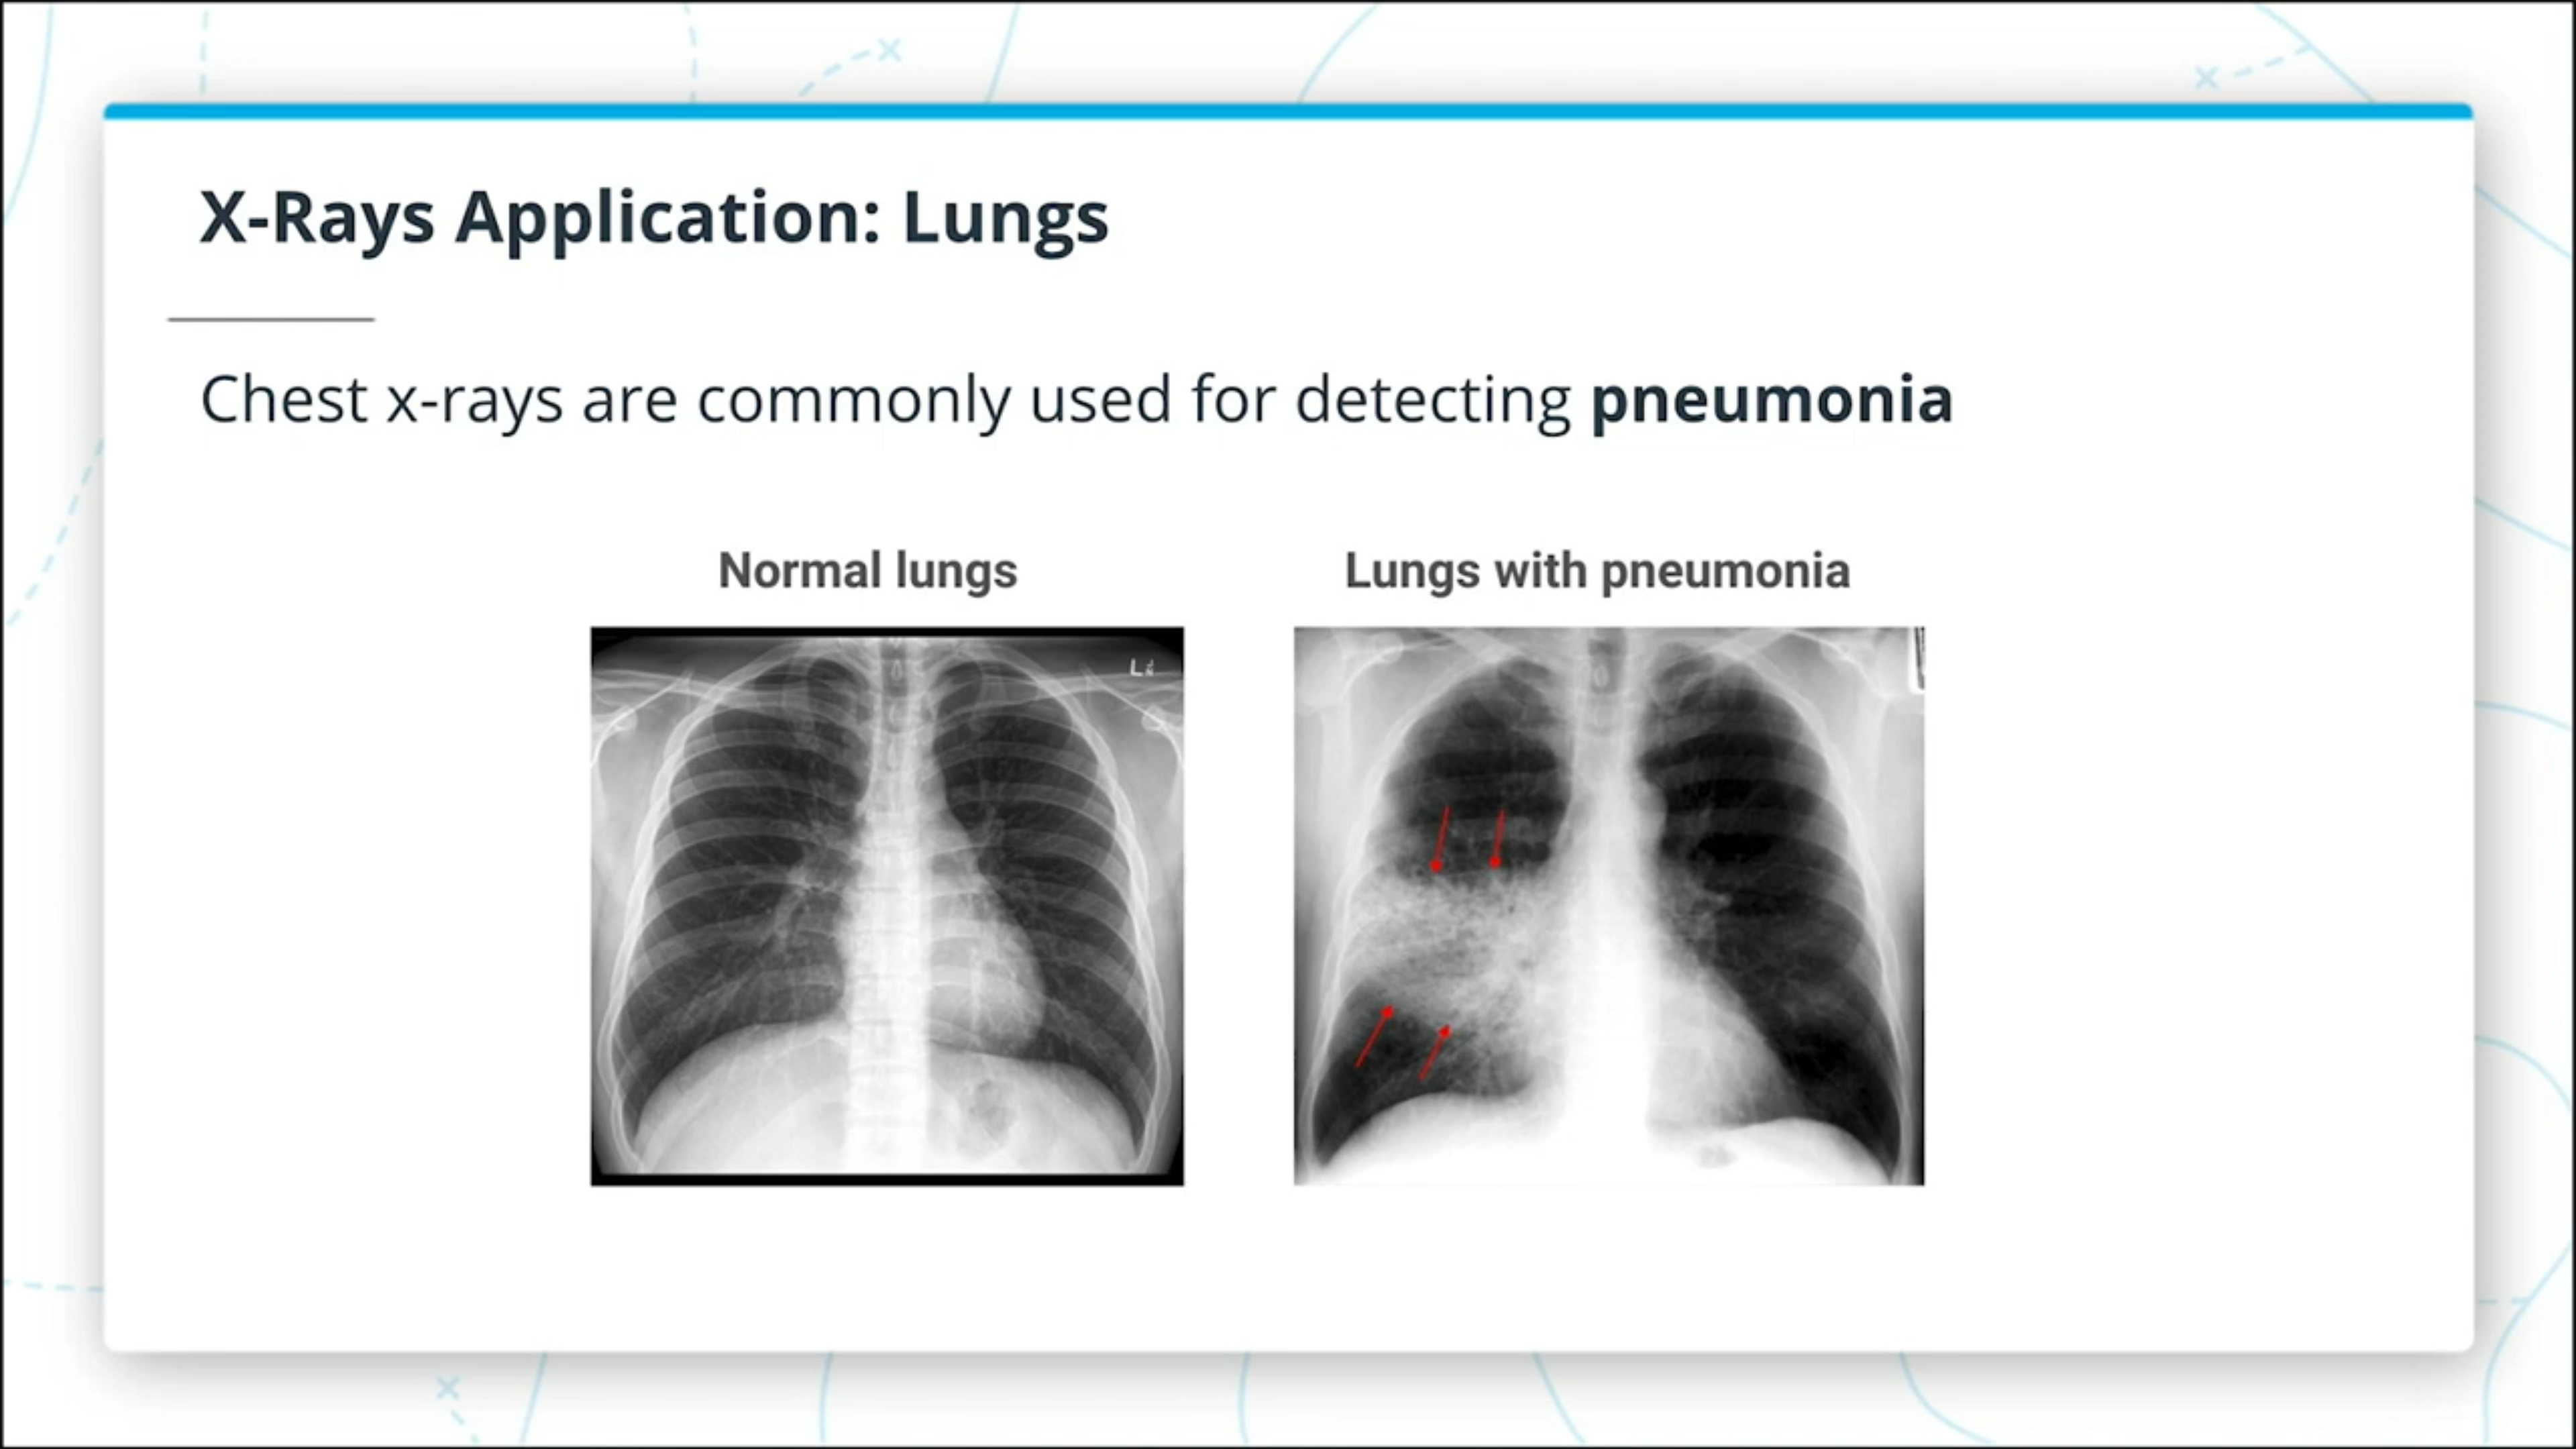 X-Rays Application: Lungs
Chest x-rays are commonly used for detecting pneumonia
Normal lungs
Lungs with pneumonia